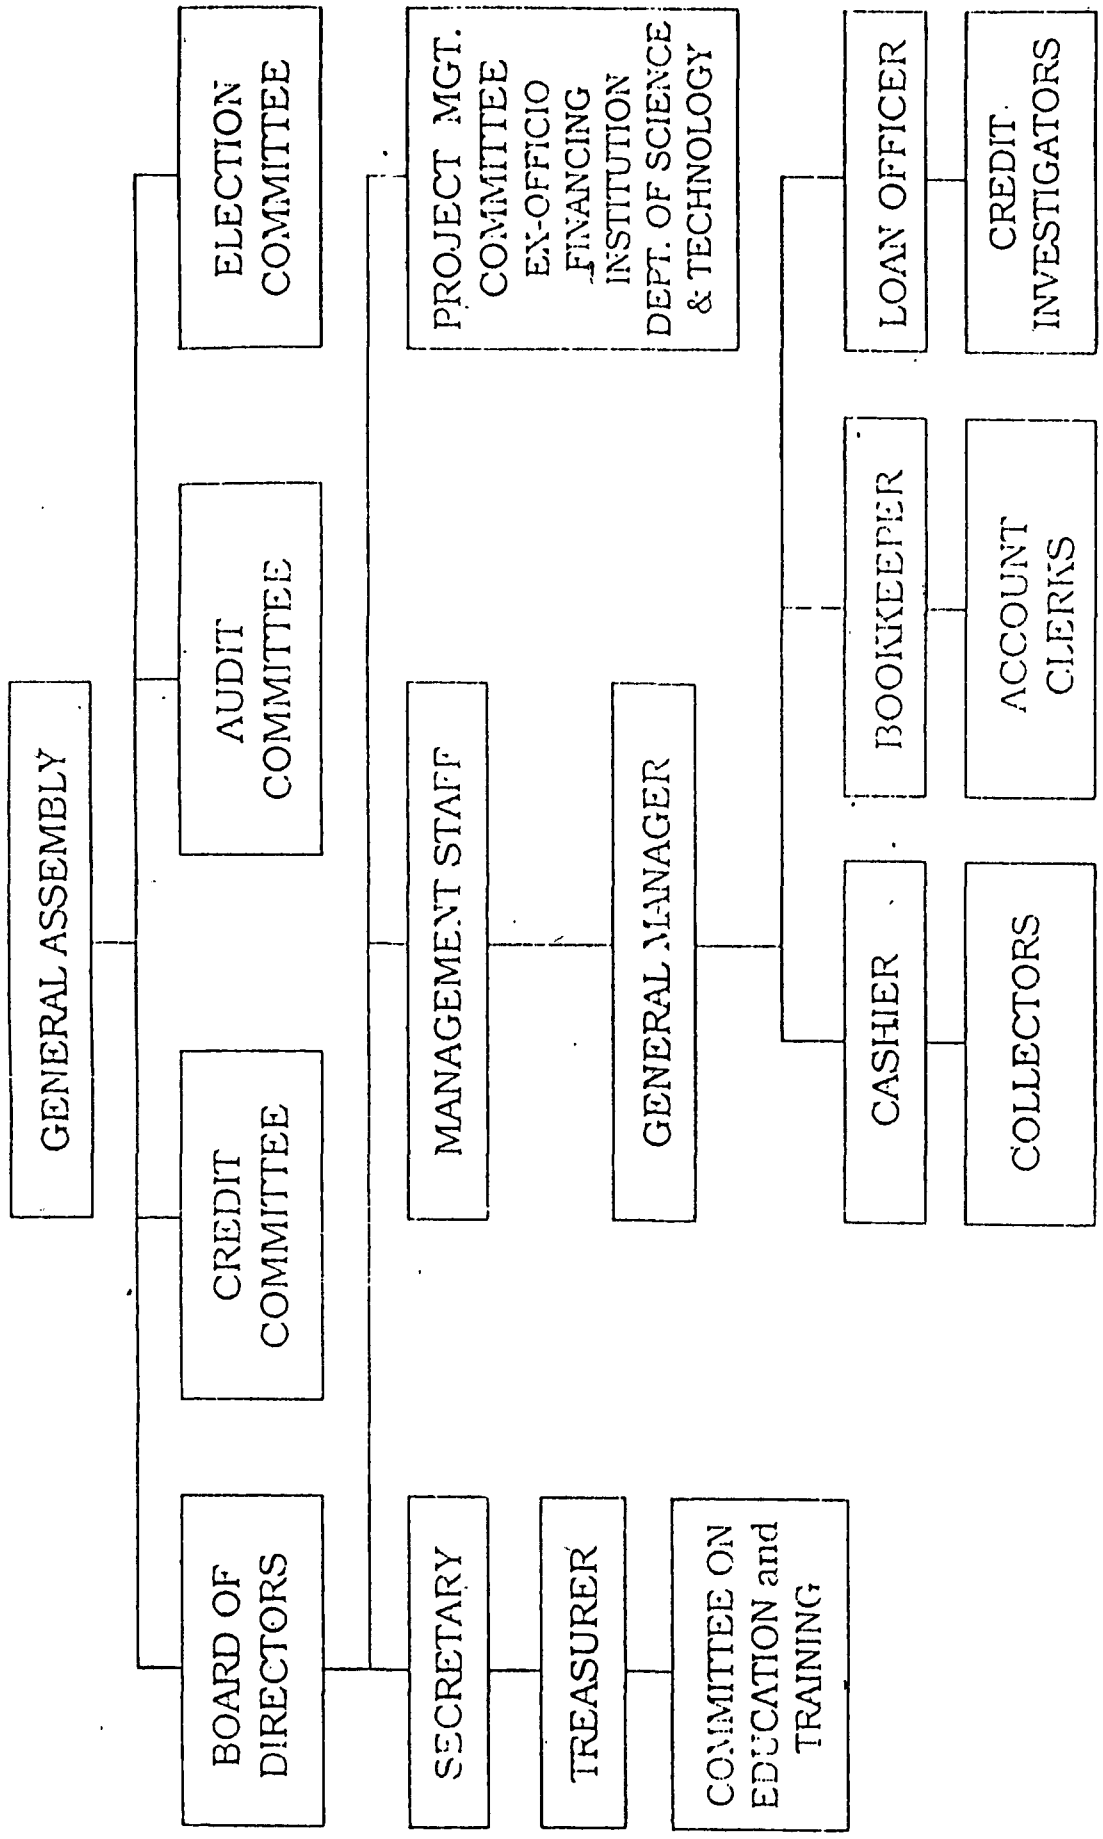 GENERAL ASSEMBLY
BOARD OF
DIRECTORS
CREDIT
COMMITTEE
AUDIT
COMMITTEE
ELECTION
COMMITTEE
SECRETARY
TREASURER
COMMITTEE ON
EDUCATION and
TRAINING
MANAGEMENT STAFF
GENERAL MANAGER
PROJECT MGT.
COMMITTEE
EX-OFFICIO
FINANCING
INSTITUTION
DEPT. OF SCIENCE
& TECHNOLOGY
CASHIER
COLLECTORS
BOOKKEEPER
ACCOUNT
CLERKS
LOAN OFFICER
CREDIT
INVESTIGATORS